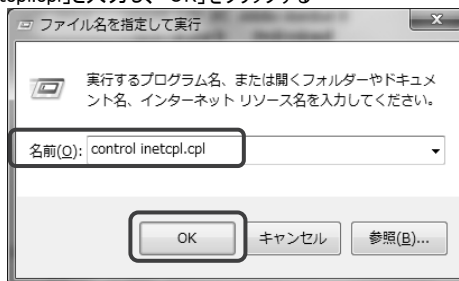 ファイル名を指定して実行
実行するプログラム名、または開くフォルダーやドキュメ
ント名、インターネット リソース名を入力してください。
名前(O): control inetcpl.cpl
OK キャンセル 参照(B)...